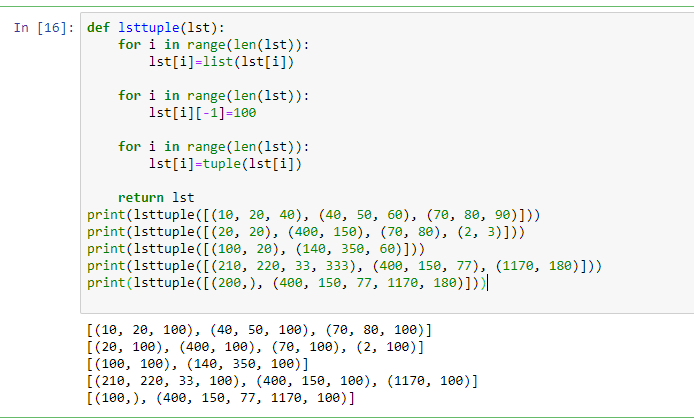 In [16]: def lsttuple(lst):
    for i in range(len(lst)):
        lst[i]=list(lst[i])
    for i in range(len(lst)):
        lst[i][-1]=100
    for i in range(len(lst)):
        lst[i]=tuple(lst[i])
    return lst
print(lsttuple([(10, 20, 40), (40, 50, 60), (70, 80, 90)]))
print(lsttuple([(20, 20), (400, 150), (70, 80), (2, 3)]))
print(lsttuple([(100, 20), (140, 350, 60)]))
print(lsttuple([(210, 220, 33, 333), (400, 150, 77), (1170, 180)]))
print(lsttuple([(200,), (400, 150, 77, 1170, 180)]))
[(10, 20, 100), (40, 50, 100), (70, 80, 100)]
[(20, 100), (400, 100), (70, 100), (2, 100)]
[(100, 100), (140, 350, 100)]
[(210, 220, 33, 100), (400, 150, 100), (1170, 100)]
[(100,), (400, 150, 77, 1170, 100)]